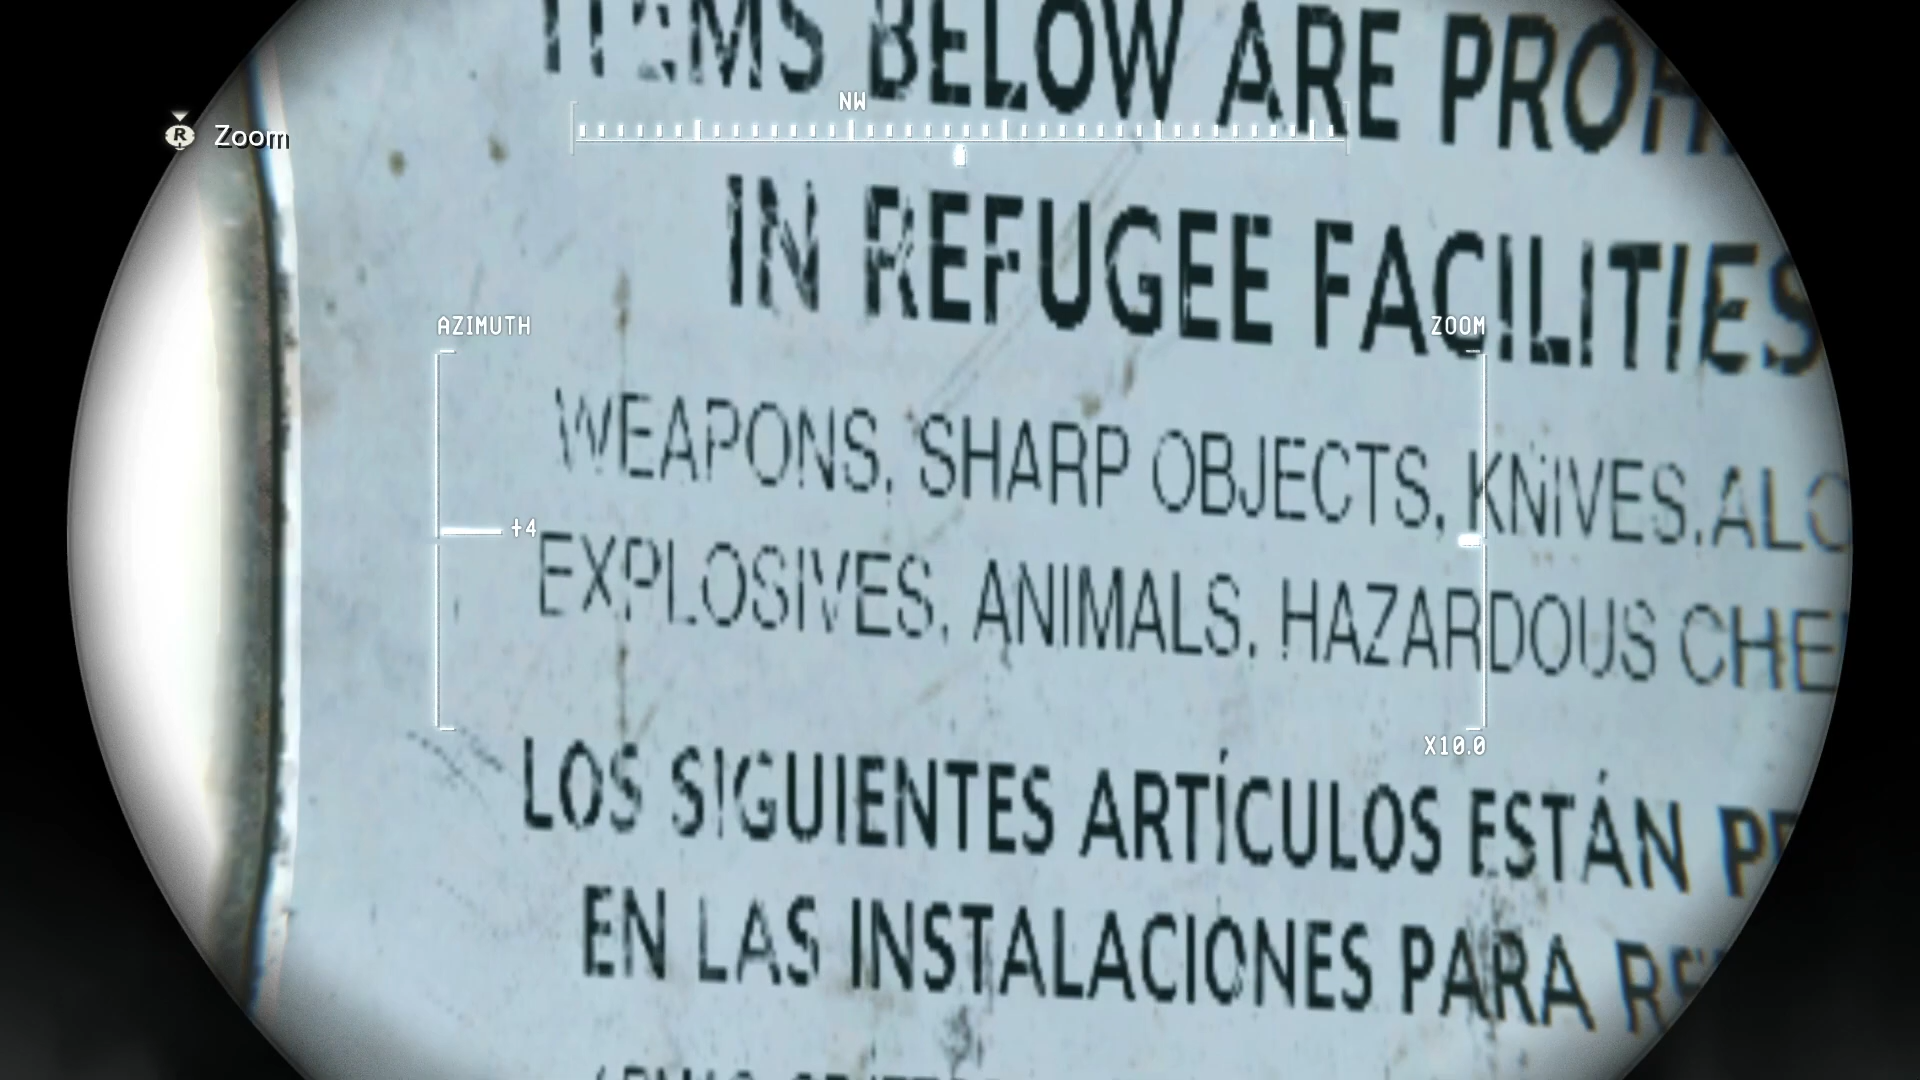 ITEMS BELOW ARE
NW
Zoom
IN REFUGEE FACILITIES
AZIMUTH
ZOOM
WEAPONS, SHARP OBJECTS, KNIVES,
+4
EXPLOSIVES, ANIMALS, HAZARDOUS
X10.0
LOS SIGUIENTES ARTÍCULOS ESTÁN
EN LAS INSTALACIONES PARA